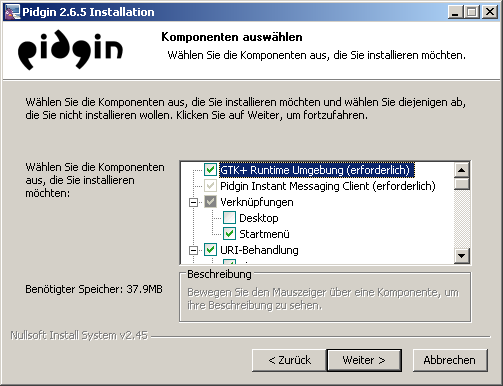 Pidgin 2.6.5 Installation
pidgin
Komponenten auswählen
Wählen Sie die Komponenten aus, die Sie installieren möchten.
Wählen Sie die Komponenten aus, die Sie installieren möchten und wählen Sie diejenigen ab,
die Sie nicht installieren wollen. Klicken Sie auf Weiter, um fortzufahren.
Wählen Sie die Komponenten
aus, die Sie installieren
möchten:
GTK+ Runtime Umgebung (erforderlich)
Pidgin Instant Messaging Client (erforderlich)
Verknüpfungen
Desktop
Startmenü
URI-Behandlung
Benötigter Speicher: 37.9MB
Beschreibung
Bewegen Sie den Mauszeiger über eine Komponente, um
ihre Beschreibung zu sehen.
Nullsoft Install System v2.45
< Zurück
Weiter >
Abbrechen